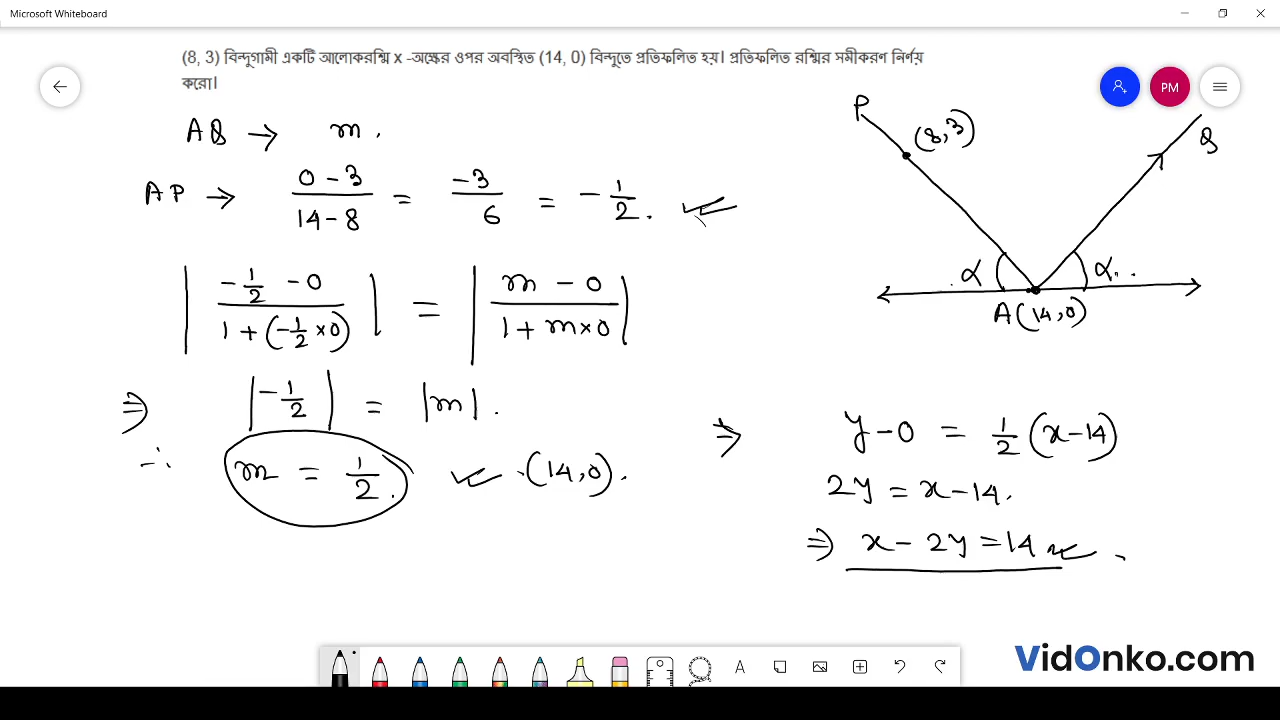 Microsoft Whiteboard
(8, 3) বিন্দুগামী একটি আলোকরশ্মি x -অক্ষের ওপর অবস্থিত (14, 0) বিন্দুতে প্রতিফলিত হয়। প্রতিফলিত রশ্মির সমীকরণ নির্ণয়
করো।
PM
AQ → m.
AP → (0 - 3)/(14 - 8) = -3/6 = -1/2.
|(-1/2 - 0)/(1 + (-1/2 × 0))| = |(m - 0)/(1 + m × 0)|
⇒ |-1/2| = |m|.
∴ m = 1/2. (14, 0).
P
(8, 3)
Q
α
α
A(14, 0)
⇒ y - 0 = 1/2 (x - 14)
2y = x - 14.
⇒ x - 2y = 14
A
VidOnko.com